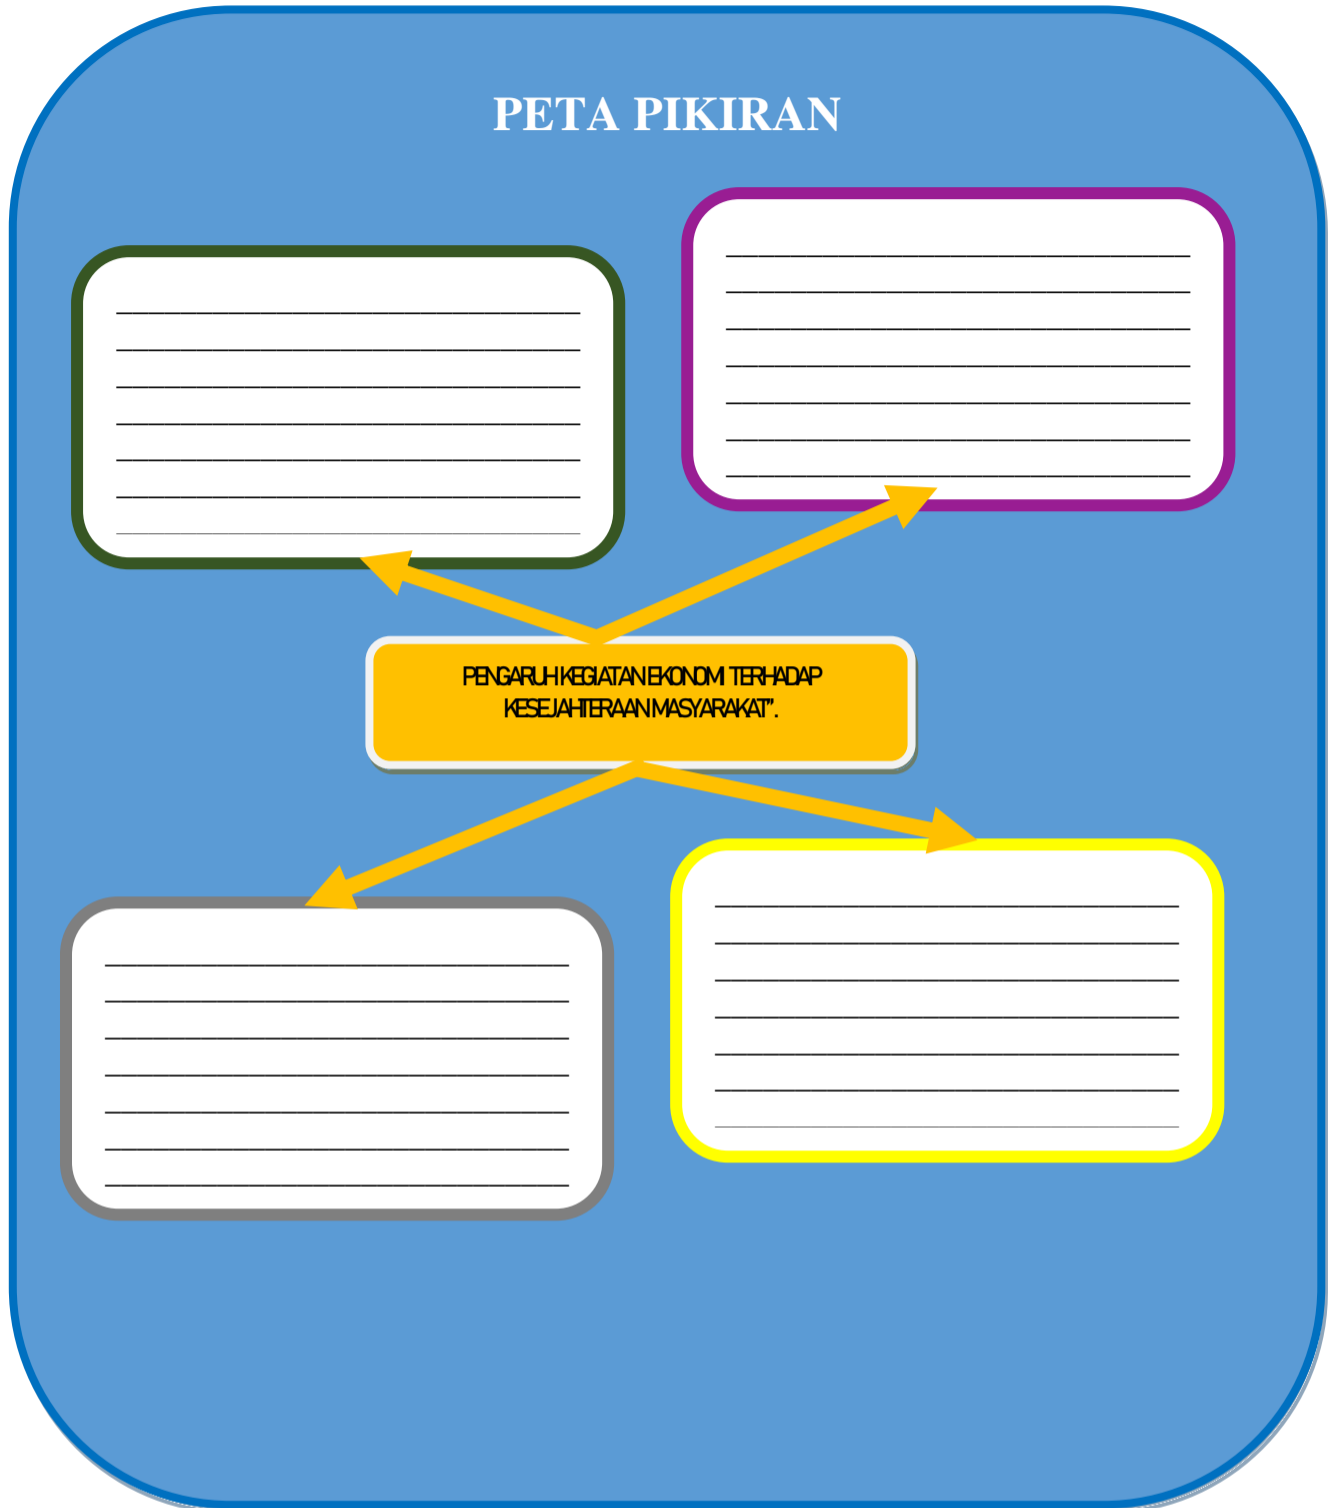 PETA PIKIRAN
PENGARUH KEGIATAN EKONOMI TERHADAP
KESEJAHTERAAN MASYARAKAT”.